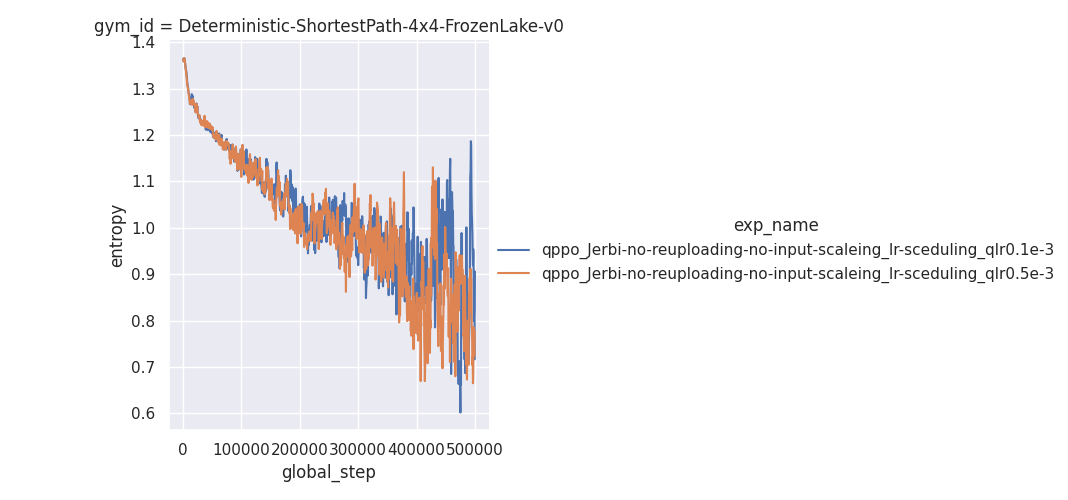 gym_id = Deterministic-ShortestPath-4x4-FrozenLake-v0
1.4
1.3
1.2
1.1
1.0
0.9
0.8
0.7
0.6
entropy
0 100000 200000 300000 400000 500000
global_step
exp_name
qppo_Jerbi-no-reuploading-no-input-scaleing_lr-sceduling_qlr0.1e-3
qppo_Jerbi-no-reuploading-no-input-scaleing_lr-sceduling_qlr0.5e-3